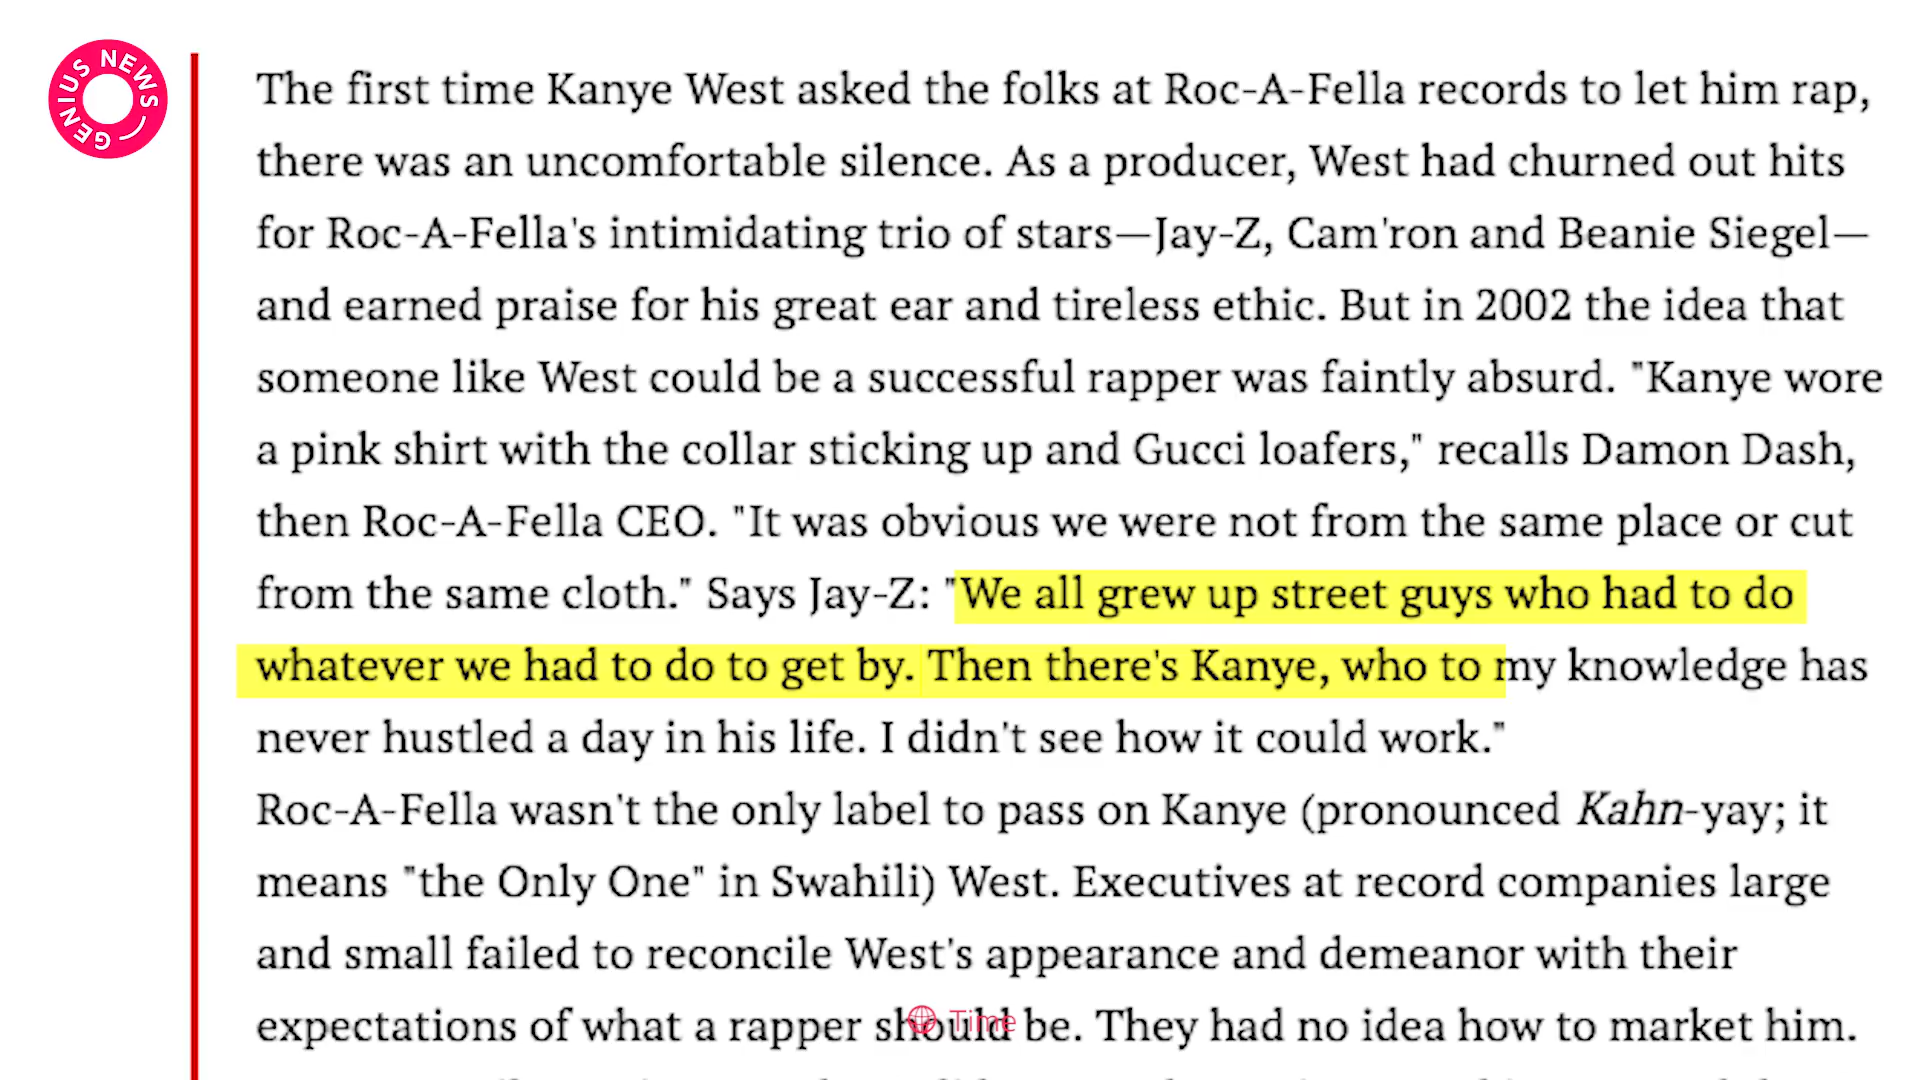 GENIUS NEWS
The first time Kanye West asked the folks at Roc-A-Fella records to let him rap,
there was an uncomfortable silence. As a producer, West had churned out hits
for Roc-A-Fella's intimidating trio of stars—Jay-Z, Cam'ron and Beanie Siegel—
and earned praise for his great ear and tireless ethic. But in 2002 the idea that
someone like West could be a successful rapper was faintly absurd. "Kanye wore
a pink shirt with the collar sticking up and Gucci loafers," recalls Damon Dash,
then Roc-A-Fella CEO. "It was obvious we were not from the same place or cut
from the same cloth." Says Jay-Z: "We all grew up street guys who had to do
whatever we had to do to get by. Then there's Kanye, who to my knowledge has
never hustled a day in his life. I didn't see how it could work."
Roc-A-Fella wasn't the only label to pass on Kanye (pronounced Kahn-yay; it
means "the Only One" in Swahili) West. Executives at record companies large
and small failed to reconcile West's appearance and demeanor with their
expectations of what a rapper should be. They had no idea how to market him.
Time